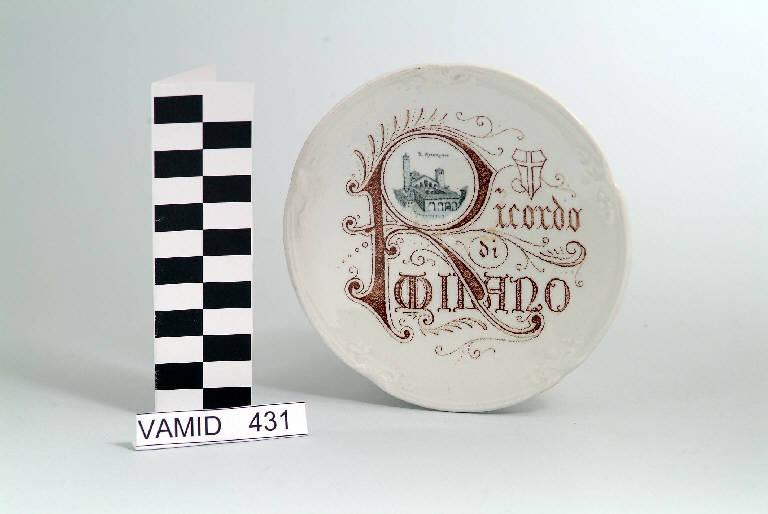 Ricordo
di
MILANO
VAMID 431